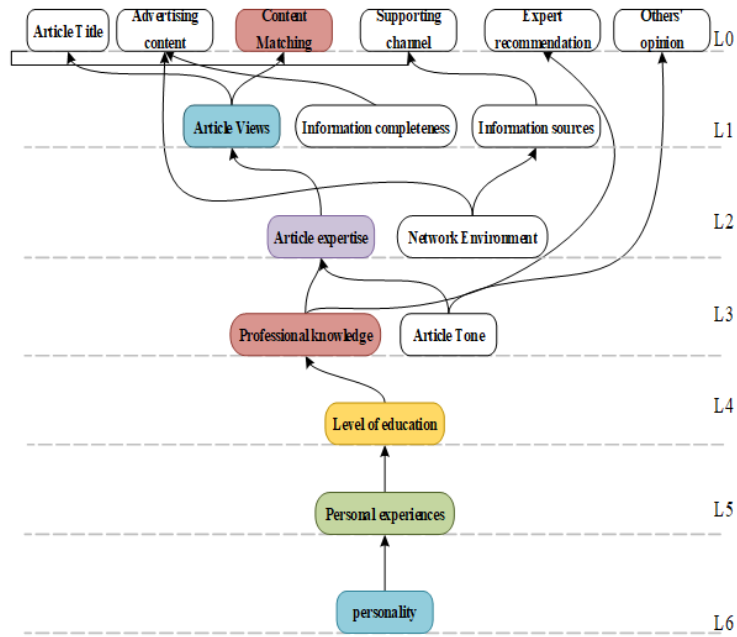 Article Title
Advertising
content
Content
Matching
Supporting
channel
Expert
recommendation
Others'
opinion
L0
Article Views
Information completeness
Information sources
L1
Article expertise
Network Environment
L2
Professional knowledge
Article Tone
L3
Level of education
L4
Personal experiences
L5
personality
L6